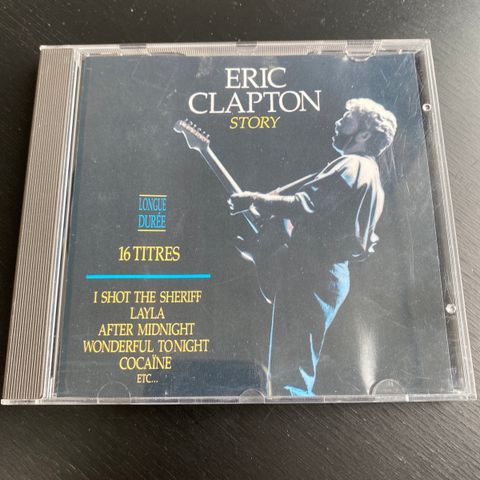 ERIC
CLAPTON
STORY
LONGUE
DURÉE
16 TITRES
I SHOT THE SHERIFF
LAYLA
AFTER MIDNIGHT
WONDERFUL TONIGHT
COCAÏNE
ETC...